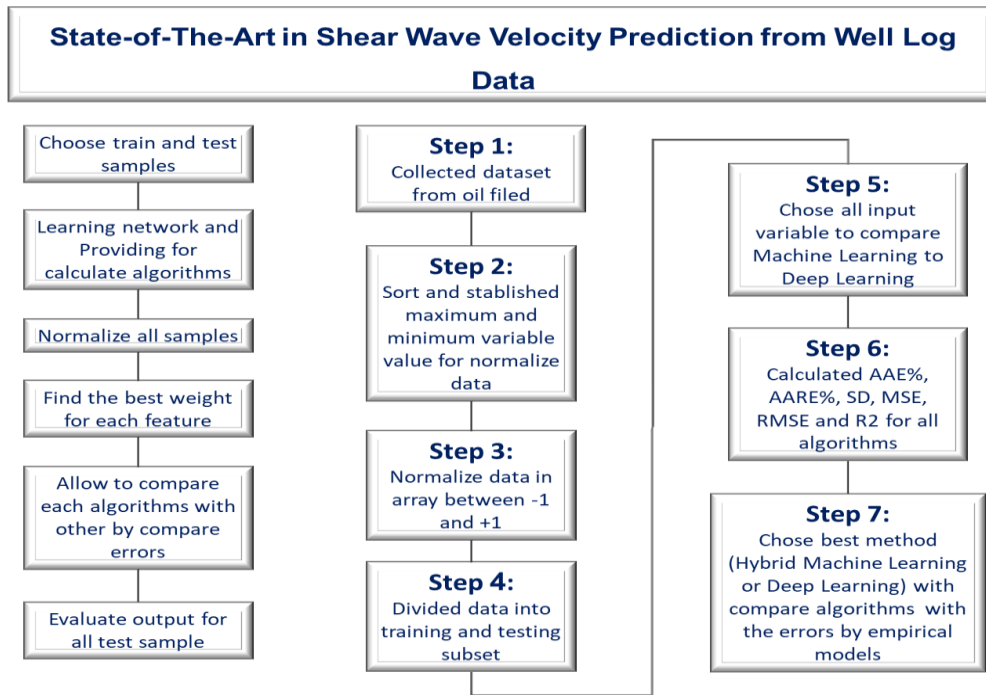 State-of-The-Art in Shear Wave Velocity Prediction from Well Log
Data
Choose train and test
samples
Learning network and
Providing for
calculate algorithms
Normalize all samples
Find the best weight
for each feature
Allow to compare
each algorithms with
other by compare
errors
Evaluate output for
all test sample
Step 1:
Collected dataset
from oil filed
Step 2:
Sort and stablished
maximum and
minimum variable
value for normalize
data
Step 3:
Normalize data in
array between -1
and +1
Step 4:
Divided data into
training and testing
subset
Step 5:
Chose all input
variable to compare
Machine Learning to
Deep Learning
Step 6:
Calculated AAE%,
AARE%, SD, MSE,
RMSE and R2 for all
algorithms
Step 7:
Chose best method
(Hybrid Machine Learning
or Deep Learning) with
compare algorithms with
the errors by empirical
models